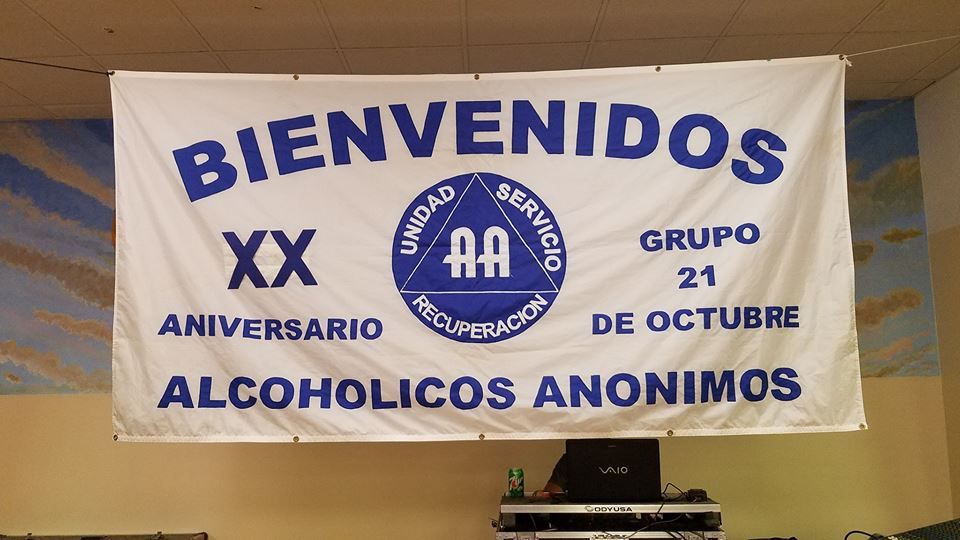 BIENVENIDOS
XX
ANIVERSARIO
UNIDAD
SERVICIO
RECUPERACION
AA
GRUPO
21
DE OCTUBRE
ALCOHOLICOS ANONIMOS
VAIO
ODYUSA